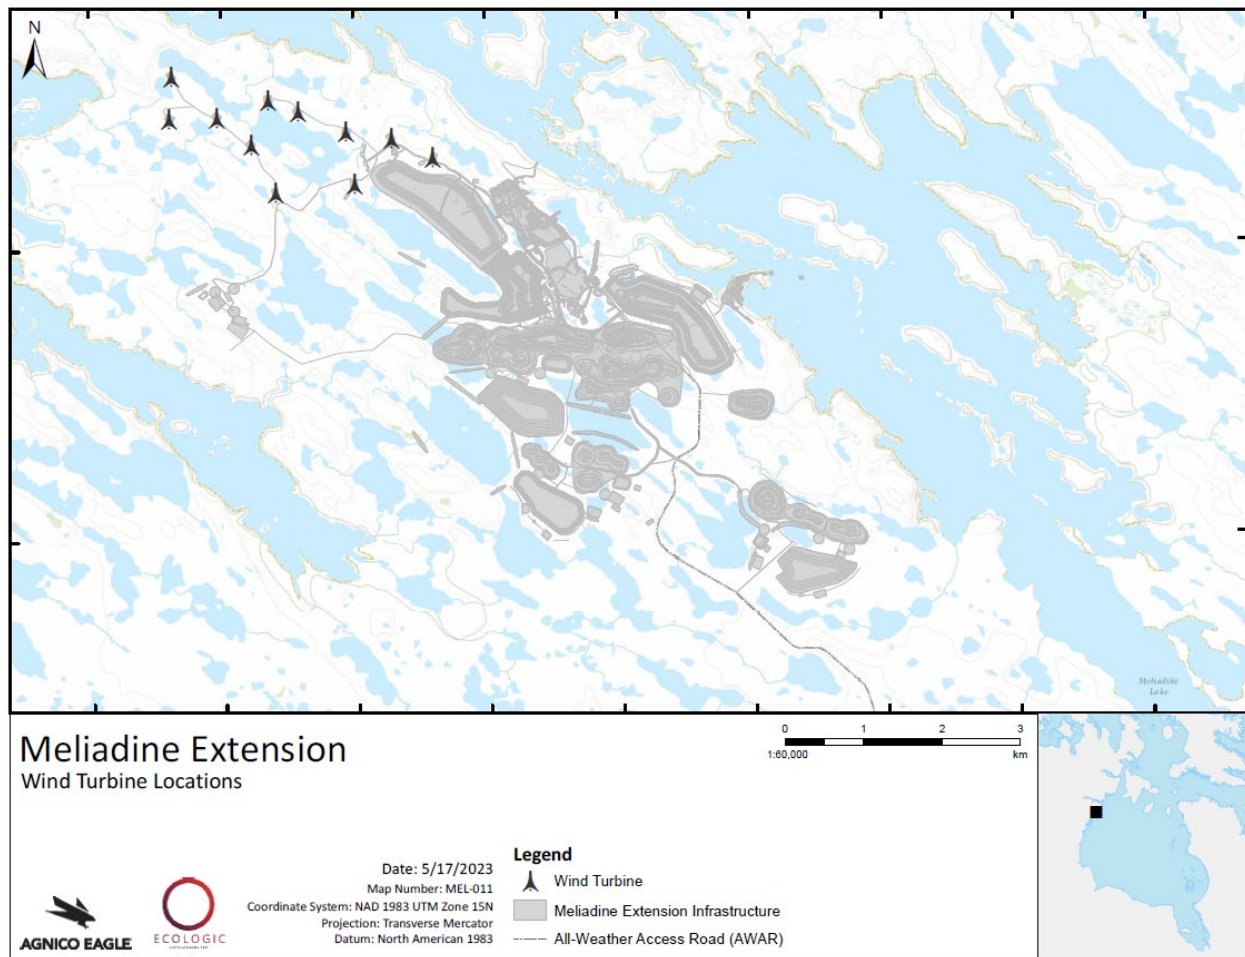 N
Meliadine
Lake
Meliadine Extension
Wind Turbine Locations
0 1 2 3
1:60,000 km
Date: 5/17/2023
Map Number: MEL-011
Coordinate System: NAD 1983 UTM Zone 15N
Projection: Transverse Mercator
Datum: North American 1983
AGNICO EAGLE
ECOLOGIC
Legend
Wind Turbine
Meliadine Extension Infrastructure
All-Weather Access Road (AWAR)